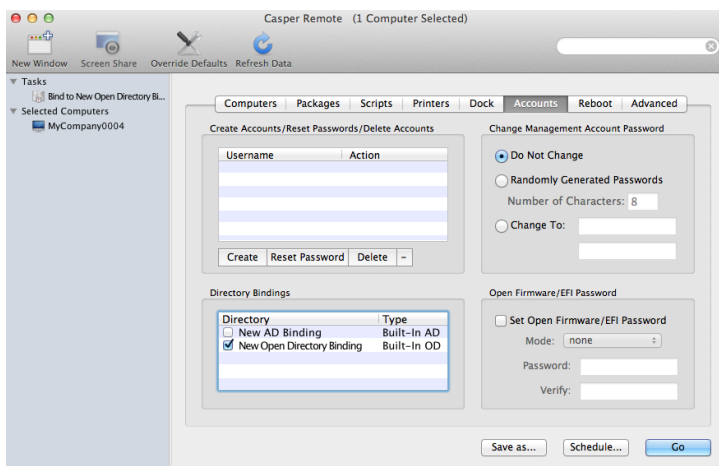 Casper Remote (1 Computer Selected)
New Window Screen Share Override Defaults Refresh Data
Tasks
Bind to New Open Directory Bi...
Selected Computers
MyCompany0004
Computers Packages Scripts Printers Dock Accounts Reboot Advanced
Create Accounts/Reset Passwords/Delete Accounts
Username Action
Create Reset Password Delete -
Change Management Account Password
Do Not Change
Randomly Generated Passwords
Number of Characters: 8
Change To:
Directory Bindings
Directory Type
New AD Binding Built-In AD
New Open Directory Binding Built-In OD
Open Firmware/EFI Password
Set Open Firmware/EFI Password
Mode: none
Password:
Verify:
Save as... Schedule... Go